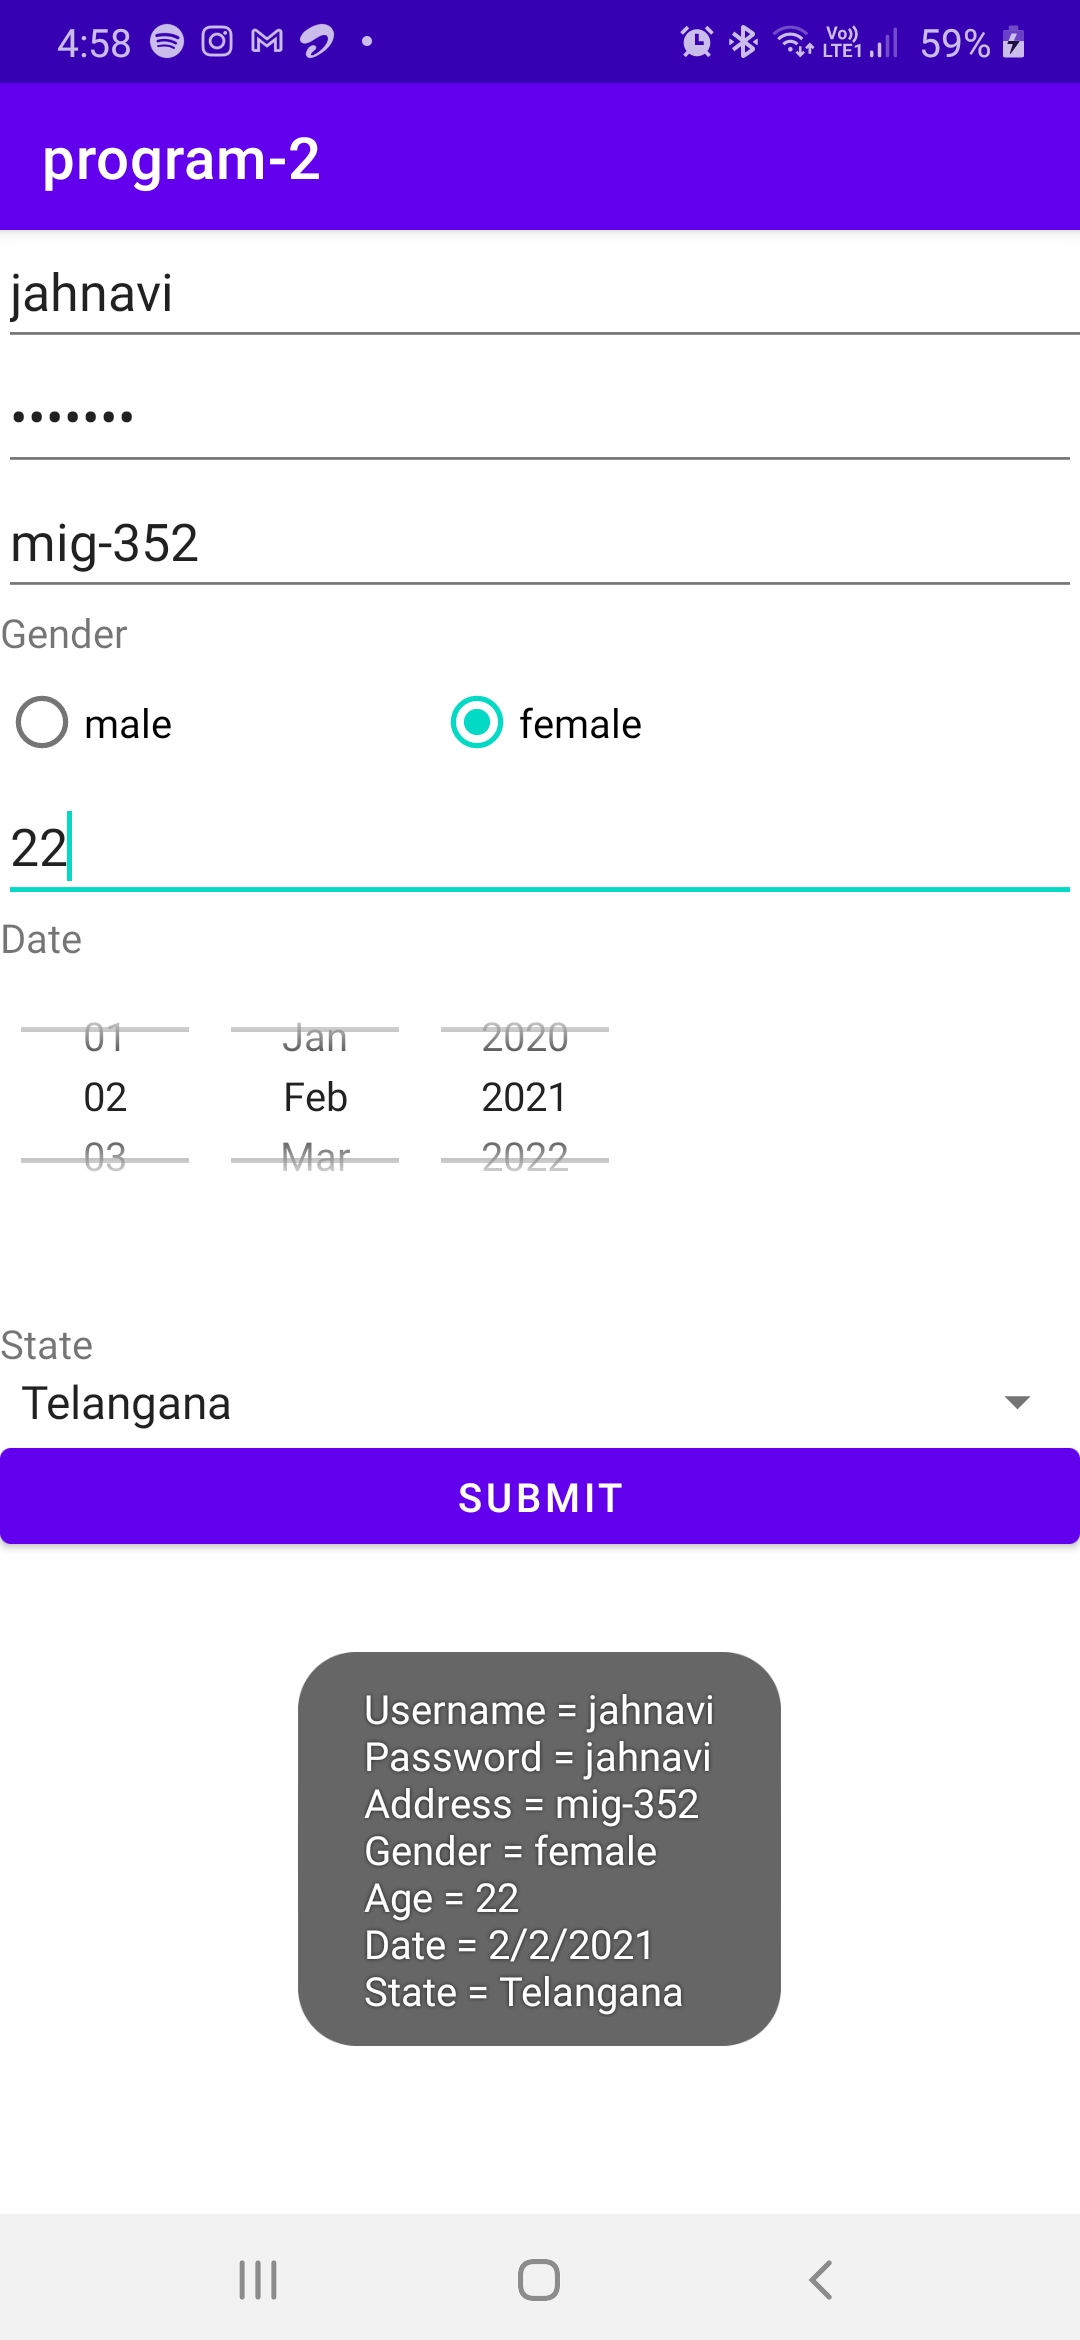 4:58 Vo)) LTE1 59%
program-2
jahnavi
•••••••
mig-352
Gender
male female
22
Date
01 Jan 2020
02 Feb 2021
03 Mar 2022
State
Telangana
SUBMIT
Username = jahnavi
Password = jahnavi
Address = mig-352
Gender = female
Age = 22
Date = 2/2/2021
State = Telangana